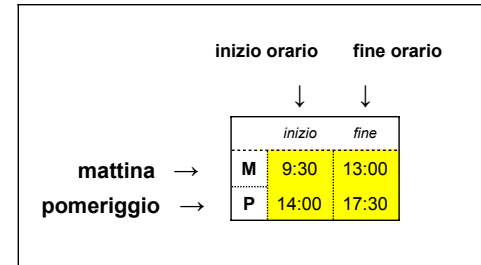 inizio orario fine orario
↓ ↓
inizio fine
mattina → M 9:30 13:00
pomeriggio → P 14:00 17:30